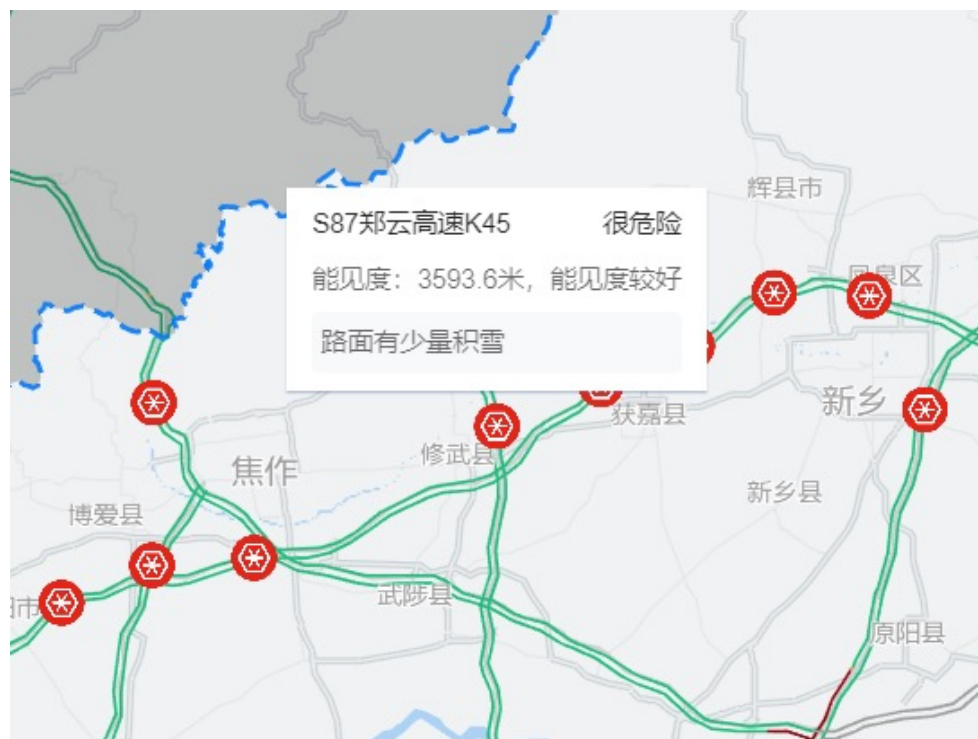 辉县市
S87郑云高速K45 很危险
能见度：3593.6米，能见度较好
凤泉区
路面有少量积雪
新乡
获嘉县
修武县
焦作
新乡县
博爱县
武陟县
阳市
原阳县